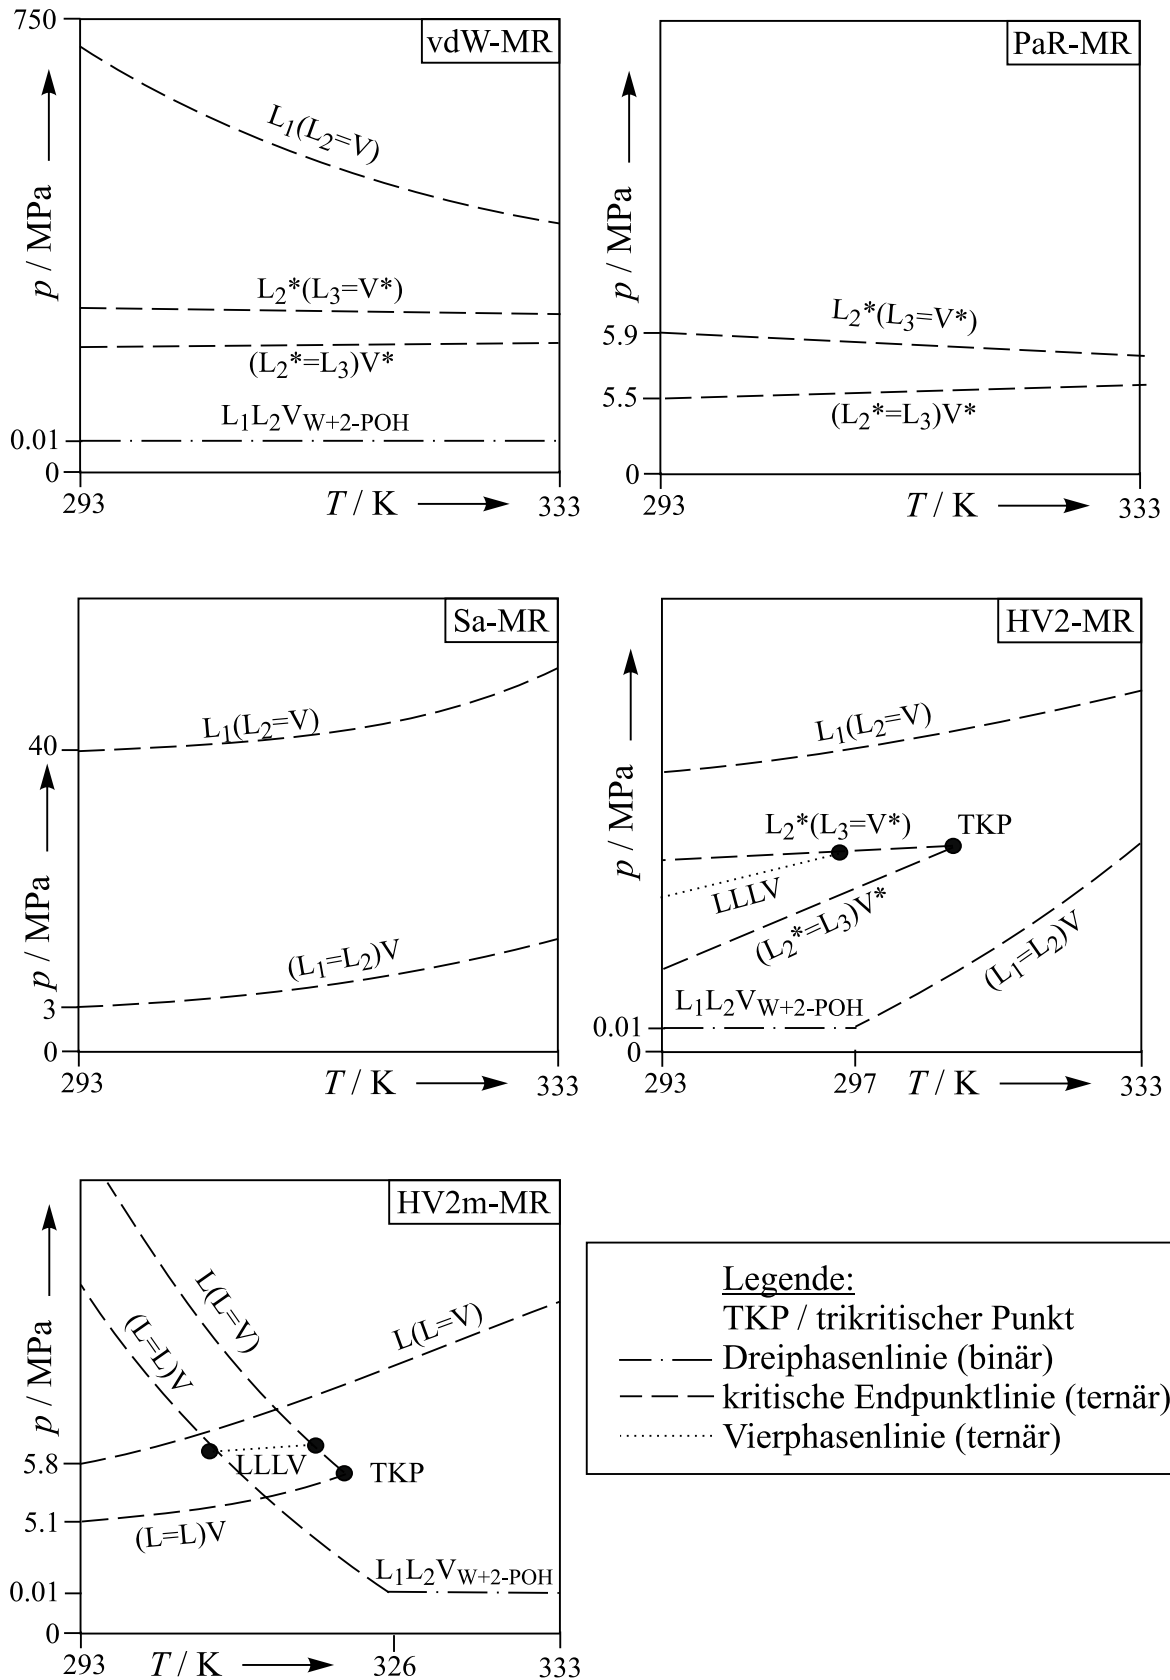 750
vdW-MR
p / MPa
L1(L2=V)
L2*(L3=V*)
(L2*=L3)V*
L1L2VW+2-POH
0.01
0
293
T / K
333
PaR-MR
p / MPa
L2*(L3=V*)
5.9
5.5
(L2*=L3)V*
0
293
T / K
333
Sa-MR
L1(L2=V)
40
p / MPa
(L1=L2)V
3
0
293
T / K
333
HV2-MR
p / MPa
L1(L2=V)
L2*(L3=V*)
TKP
LLLV
(L2*=L3)V*
(L1=L2)V
L1L2VW+2-POH
0.01
0
293
297
T / K
333
HV2m-MR
p / MPa
L(L=V)
(L=L)V
L(L=V)
5.8
LLLV
TKP
5.1
(L=L)V
L1L2VW+2-POH
0.01
0
293
T / K
326
333
Legende:
TKP / trikritischer Punkt
Dreiphasenlinie (binär)
kritische Endpunktlinie (ternär)
Vierphasenlinie (ternär)